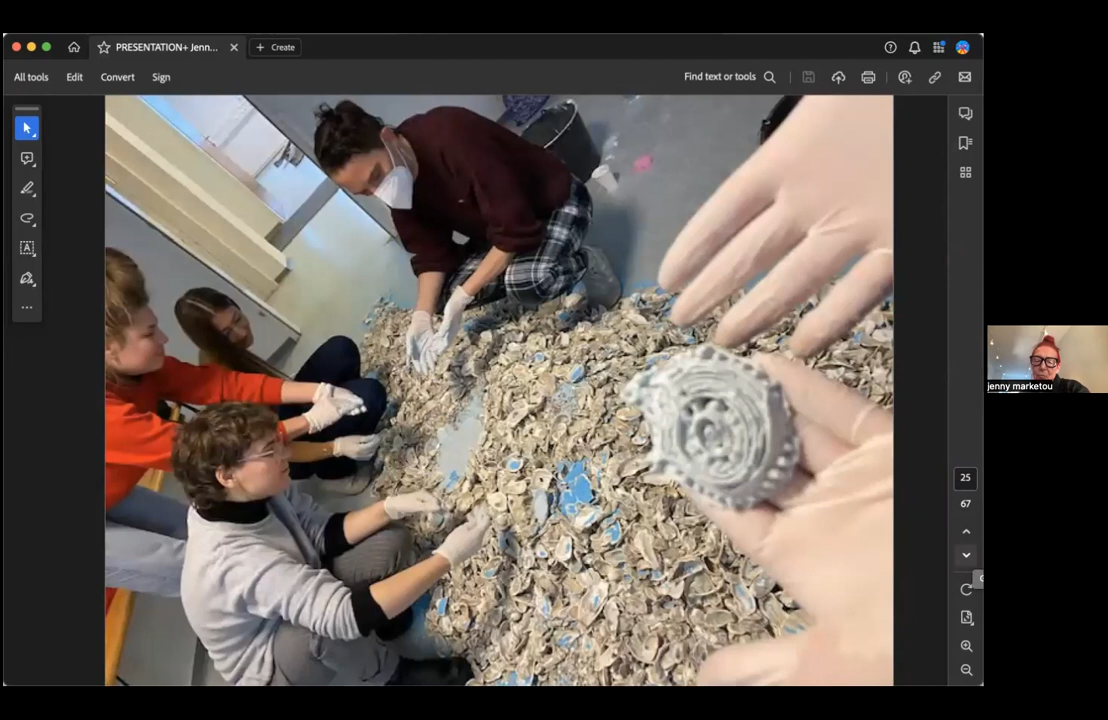 PRESENTATION+ Jenn...
Create
All tools
Edit
Convert
Sign
Find text or tools
25
67
jenny marketou